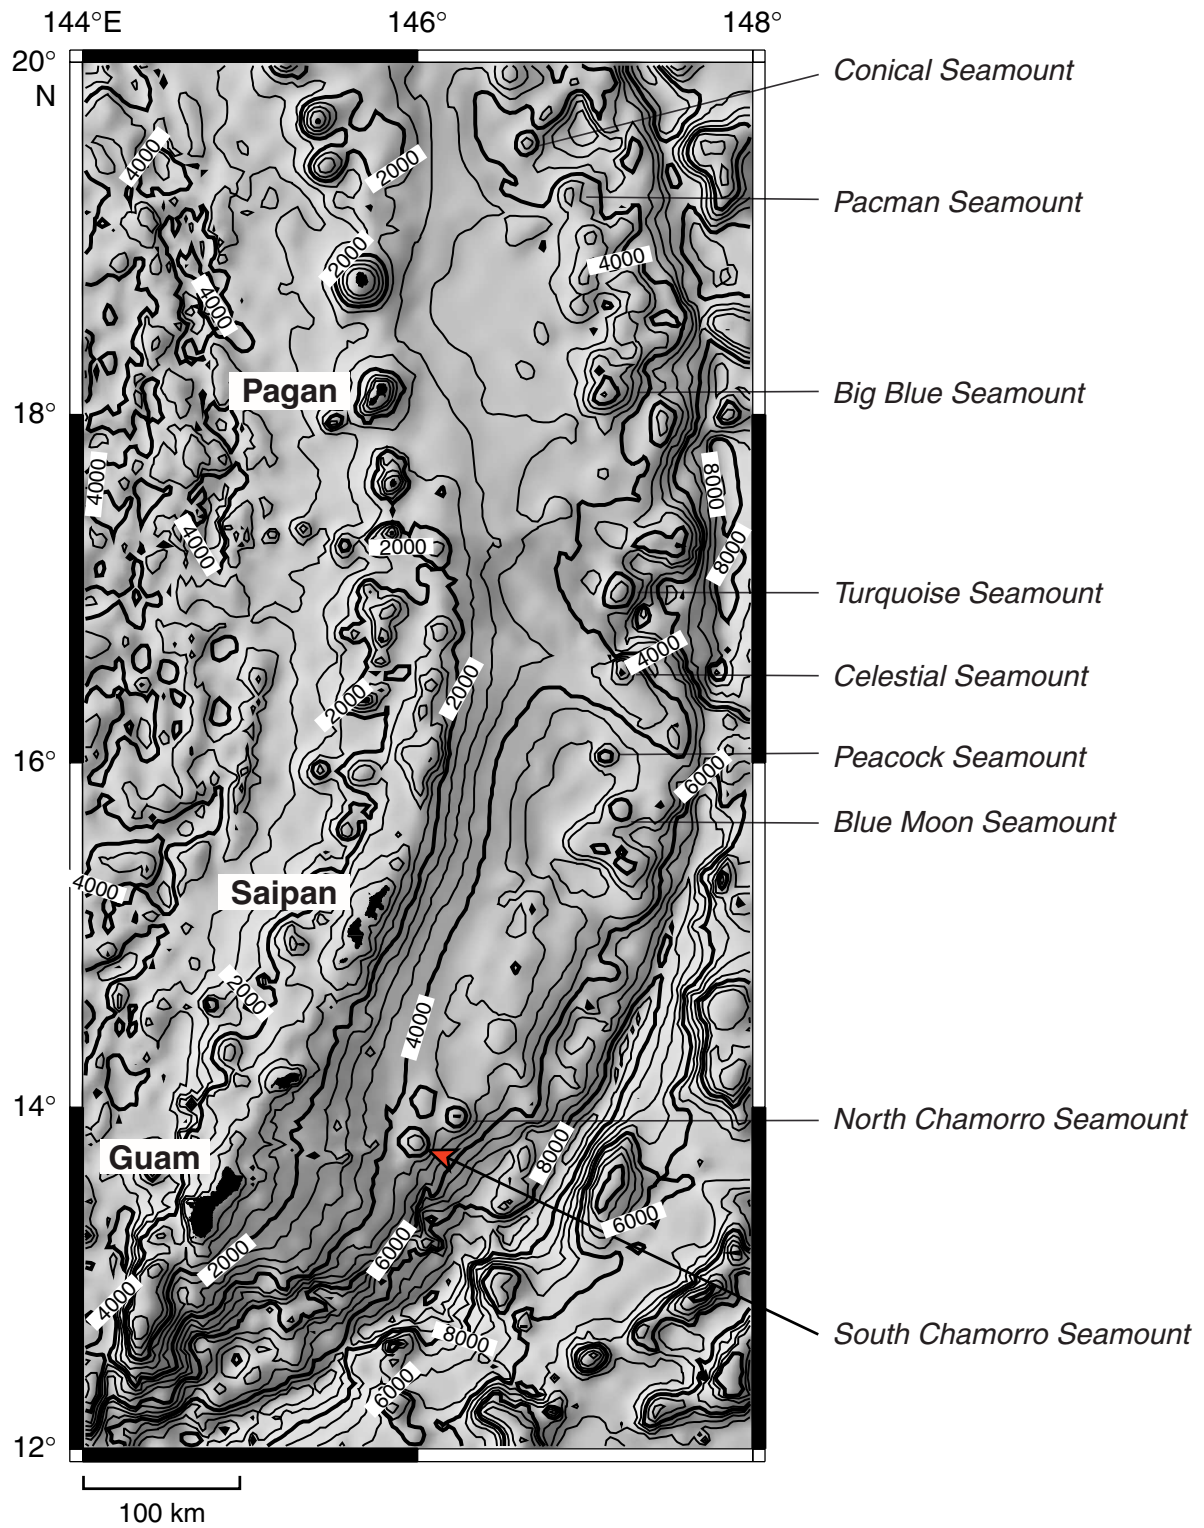 144°E 146° 148°
20°
N
Conical Seamount
4000
2000
Pacman Seamount
2000
4000
4000
Pagan
Big Blue Seamount
18°
4000
8000
4000
2000
8000
Turquoise Seamount
4000
2000
2000
Celestial Seamount
16°
Peacock Seamount
6000
Blue Moon Seamount
4000
Saipan
2000
4000
14°
North Chamorro Seamount
Guam
8000
6000
2000
6000
4000
8000
South Chamorro Seamount
6000
12°
100 km